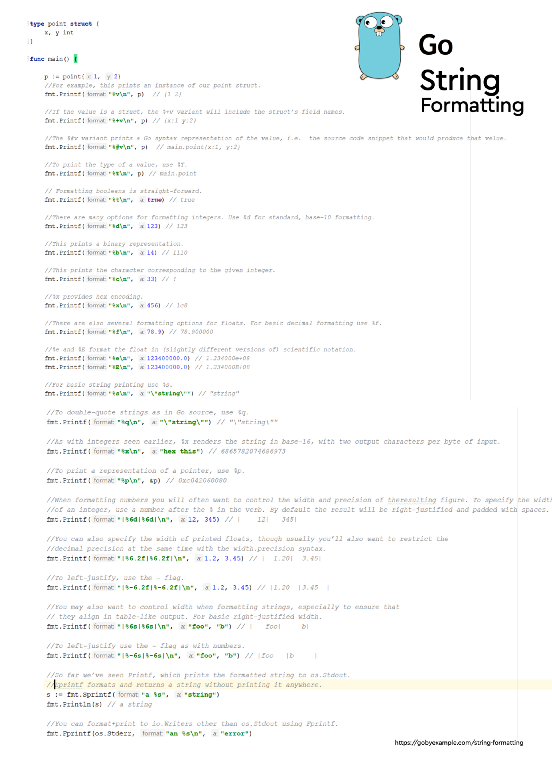 type point struct {
x, y int
}
func main() {
Go
String
Formatting
p := point{x: 1, y: 2}
//For example, this prints an instance of our point struct.
fmt.Printf( format: "%v\n", p) // {1 2}
//If the value is a struct, the %+v variant will include the struct's field names.
fmt.Printf( format: "%+v\n", p) // {x:1 y:2}
//The %#v variant prints a Go syntax representation of the value, i.e. the source code snippet that would produce that value.
fmt.Printf( format: "%#v\n", p) // main.point{x:1, y:2}
//To print the type of a value, use %T.
fmt.Printf( format: "%T\n", p) // main.point
// Formatting booleans is straight-forward.
fmt.Printf( format: "%t\n", a: true) // true
//There are many options for formatting integers. Use %d for standard, base-10 formatting.
fmt.Printf( format: "%d\n", a: 123) // 123
//This prints a binary representation.
fmt.Printf( format: "%b\n", a: 14) // 1110
//This prints the character corresponding to the given integer.
fmt.Printf( format: "%c\n", a: 33) // !
//%x provides hex encoding.
fmt.Printf( format: "%x\n", a: 456) // 1c8
//There are also several formatting options for floats. For basic decimal formatting use %f.
fmt.Printf( format: "%f\n", a: 78.9) // 78.900000
//%e and %E format the float in (slightly different versions of) scientific notation.
fmt.Printf( format: "%e\n", a: 123400000.0) // 1.234000e+08
fmt.Printf( format: "%E\n", a: 123400000.0) // 1.234000E+08
//For basic string printing use %s.
fmt.Printf( format: "%s\n", a: "\"string\"") // "string"
//To double-quote strings as in Go source, use %q.
fmt.Printf( format: "%q\n", a: "\"string\"") // "\"string\""
//As with integers seen earlier, %x renders the string in base-16, with two output characters per byte of input.
fmt.Printf( format: "%x\n", a: "hex this") // 6865782074686973
//To print a representation of a pointer, use %p.
fmt.Printf( format: "%p\n", &p) // 0xc042060080
//When formatting numbers you will often want to control the width and precision of theresulting figure. To specify the widt
//of an integer, use a number after the % in the verb. By default the result will be right-justified and padded with spaces.
fmt.Printf( format: "|%6d|%6d|\n", a: 12, 345) // |    12|   345|
//You can also specify the width of printed floats, though usually you'll also want to restrict the
//decimal precision at the same time with the width.precision syntax.
fmt.Printf( format: "|%6.2f|%6.2f|\n", a: 1.2, 3.45) // |  1.20|  3.45|
//To left-justify, use the - flag.
fmt.Printf( format: "|%-6.2f|%-6.2f|\n", a: 1.2, 3.45) // |1.20  |3.45  |
//You may also want to control width when formatting strings, especially to ensure that
// they align in table-like output. For basic right-justified width.
fmt.Printf( format: "|%6s|%6s|\n", a: "foo", "b") // |   foo|     b|
//To left-justify use the - flag as with numbers.
fmt.Printf( format: "|%-6s|%-6s|\n", a: "foo", "b") // |foo   |b     |
//So far we've seen Printf, which prints the formatted string to os.Stdout.
//Sprintf formats and returns a string without printing it anywhere.
s := fmt.Sprintf( format: "a %s", a: "string")
fmt.Println(s) // a string
//You can format+print to io.Writers other than os.Stdout using Fprintf.
fmt.Fprintf(os.Stderr, format: "an %s\n", a: "error")
https://gobyexample.com/string-formatting